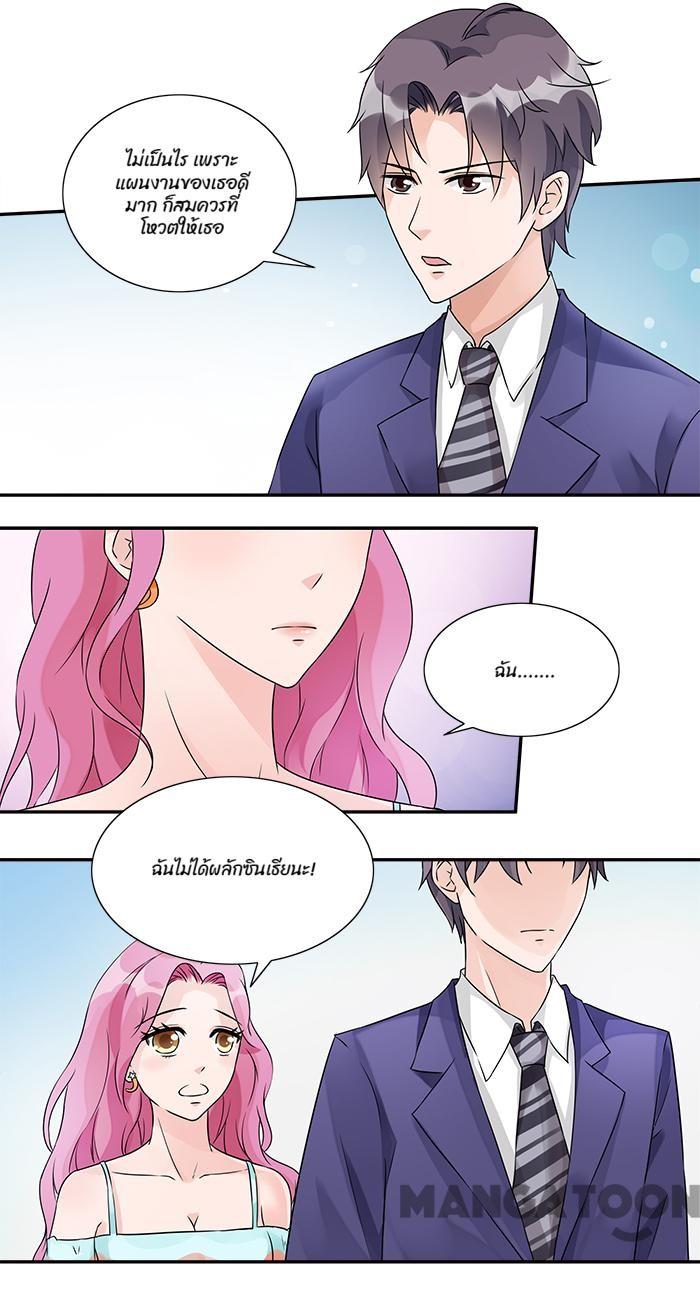 ไม่เป็นไร เพราะ
แผนงานของเธอดี
มาก ก็สมควรที่
โหวตให้เธอ
ฉัน.......
ฉันไม่ได้ผลักซินเธียนะ!
MANGATOON